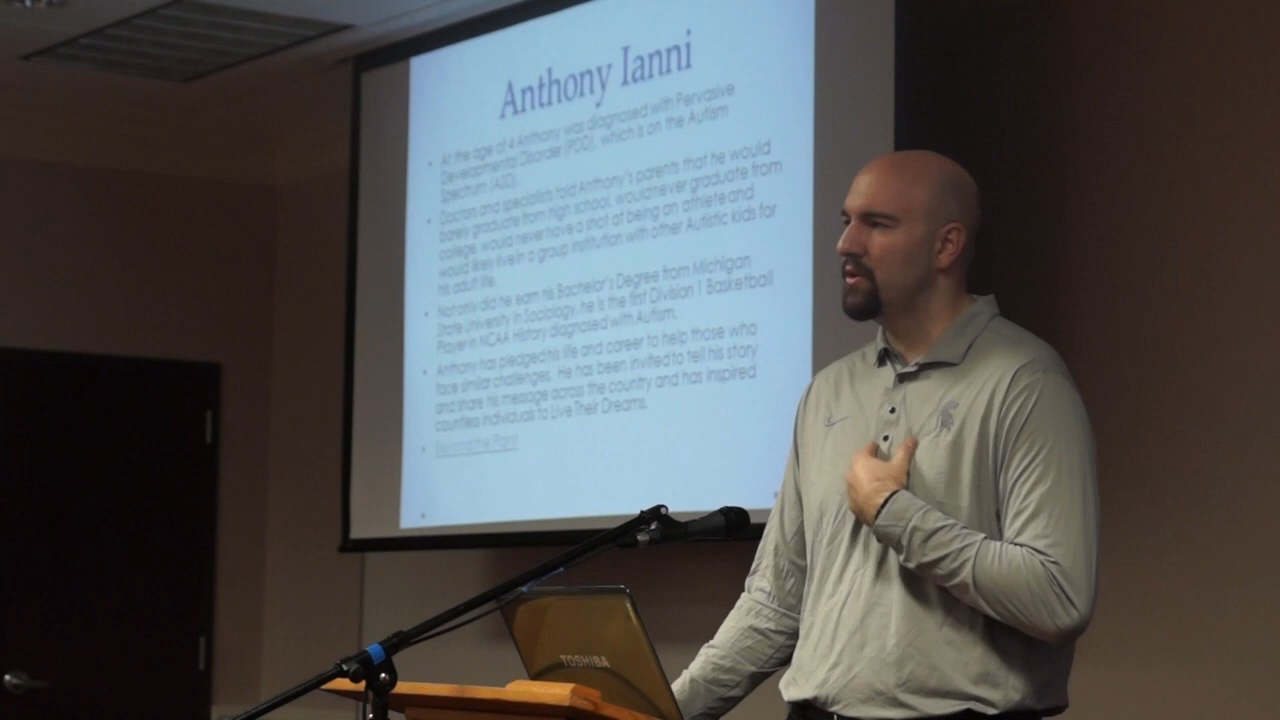 Anthony Ianni
• At the age of 4 Anthony was diagnosed with Pervasive
Developmental Disorder (PDD), which is on the Autism
Spectrum (ASD).
• Doctors and specialists told Anthony's parents that he would
barely graduate from high school, would never graduate from
college, would never have a shot at being an athlete and
would likely live in a group institution with other Autistic kids for
his adult life.
• Not only did he earn his Bachelor's Degree from Michigan
State University in Sociology, he is the first Division 1 Basketball
Player in NCAA History diagnosed with Autism.
• Anthony has pledged his life and career to help those who
face similar challenges. He has been invited to tell his story
and share his message across the country and has inspired
countless individuals to Live Their Dreams.
• Beyond the Paint
TOSHIBA